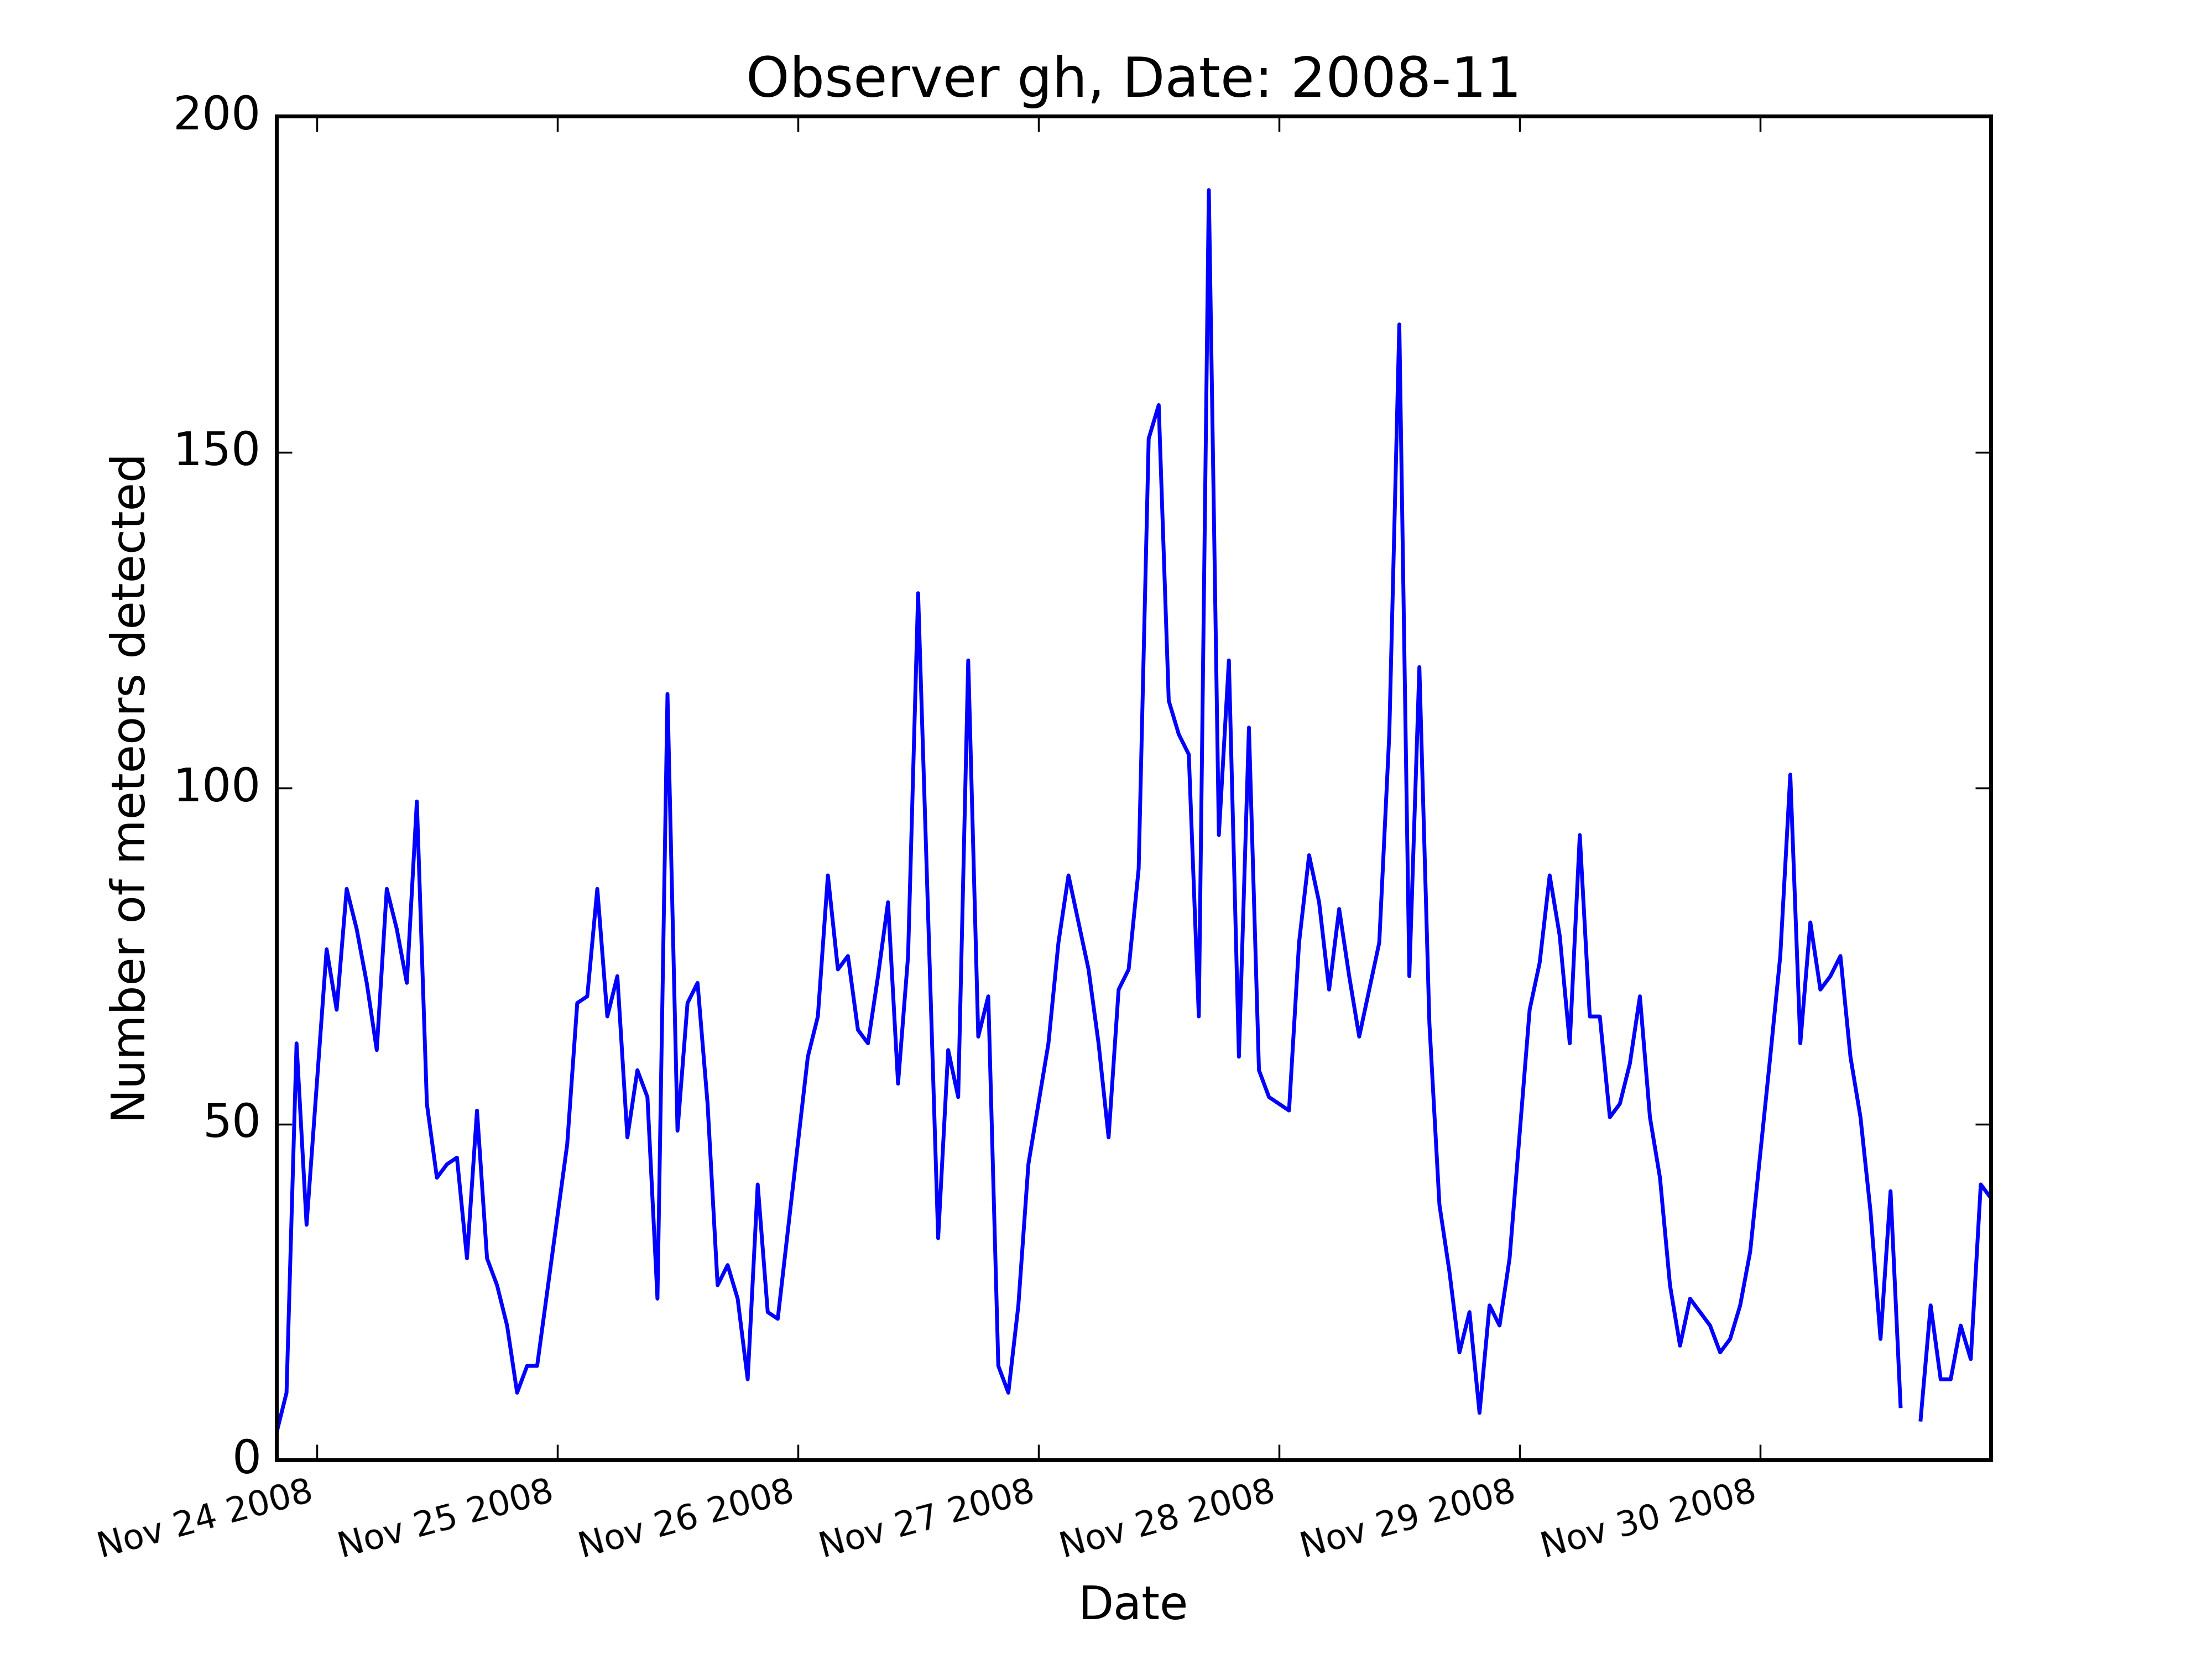 Observer gh, Date: 2008-11
200
150
100
50
0
Number of meteors detected
Nov 24 2008
Nov 25 2008
Nov 26 2008
Nov 27 2008
Nov 28 2008
Nov 29 2008
Nov 30 2008
Date